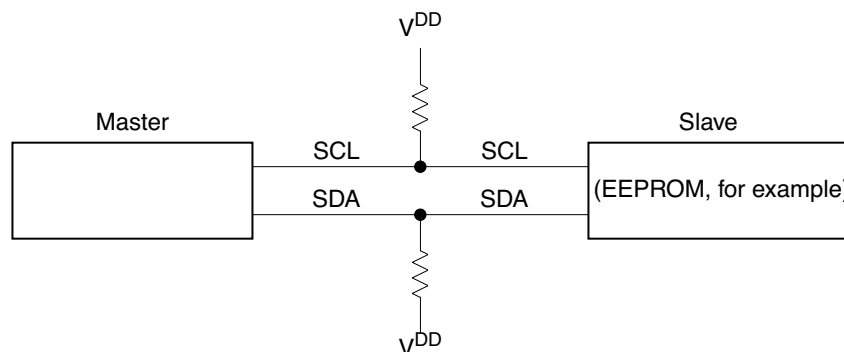 VDD
Master
Slave
SCL
SCL
(EEPROM, for example)
SDA
SDA
VDD